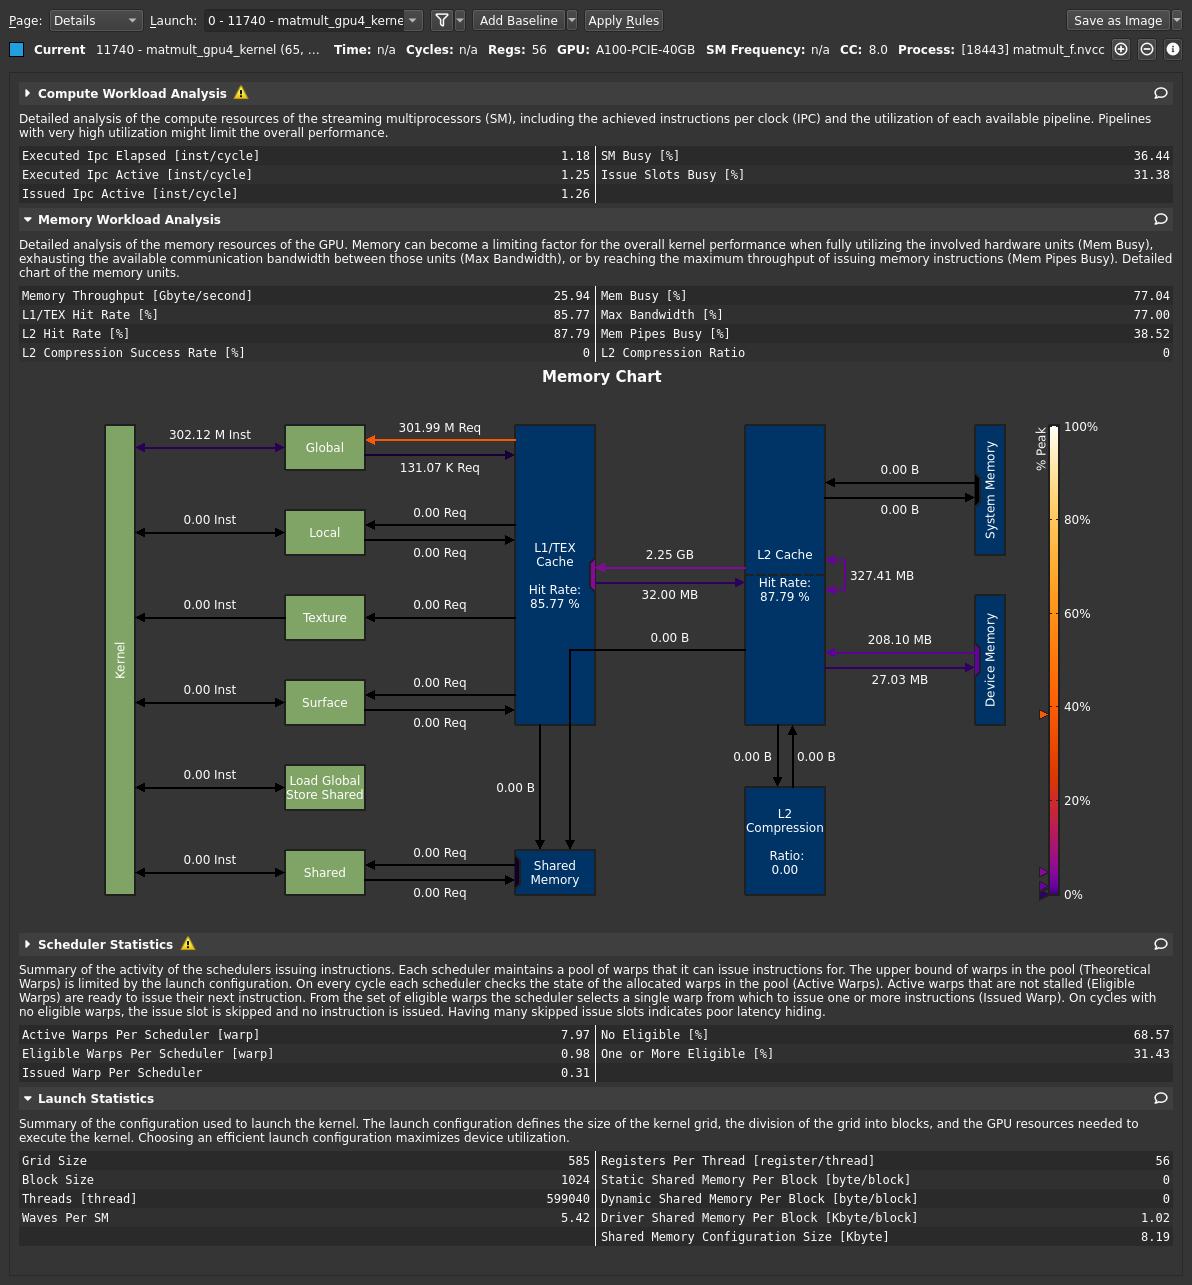 Page: Details Launch: 0 - 11740 - matmult_gpu4_kerne Add Baseline Apply Rules Save as Image
Current 11740 - matmult_gpu4_kernel (65, ... Time: n/a Cycles: n/a Regs: 56 GPU: A100-PCIE-40GB SM Frequency: n/a CC: 8.0 Process: [18443] matmult_f.nvcc
Compute Workload Analysis
Detailed analysis of the compute resources of the streaming multiprocessors (SM), including the achieved instructions per clock (IPC) and the utilization of each available pipeline. Pipelines
with very high utilization might limit the overall performance.
Executed Ipc Elapsed [inst/cycle] 1.18 SM Busy [%] 36.44
Executed Ipc Active [inst/cycle] 1.25 Issue Slots Busy [%] 31.38
Issued Ipc Active [inst/cycle] 1.26
Memory Workload Analysis
Detailed analysis of the memory resources of the GPU. Memory can become a limiting factor for the overall kernel performance when fully utilizing the involved hardware units (Mem Busy),
exhausting the available communication bandwidth between those units (Max Bandwidth), or by reaching the maximum throughput of issuing memory instructions (Mem Pipes Busy). Detailed
chart of the memory units.
Memory Throughput [Gbyte/second] 25.94 Mem Busy [%] 77.04
L1/TEX Hit Rate [%] 85.77 Max Bandwidth [%] 77.00
L2 Hit Rate [%] 87.79 Mem Pipes Busy [%] 38.52
L2 Compression Success Rate [%] 0 L2 Compression Ratio 0
Memory Chart
Kernel
302.12 M Inst
Global
301.99 M Req
131.07 K Req
0.00 Inst
Local
0.00 Req
0.00 Req
0.00 Inst
Texture
0.00 Req
0.00 Inst
Surface
0.00 Req
0.00 Req
0.00 Inst
Load Global
Store Shared
0.00 Inst
Shared
0.00 Req
0.00 Req
L1/TEX
Cache
Hit Rate:
85.77 %
0.00 B
Shared
Memory
2.25 GB
32.00 MB
0.00 B
L2 Cache
Hit Rate:
87.79 %
0.00 B
0.00 B
327.41 MB
208.10 MB
27.03 MB
0.00 B
0.00 B
L2
Compression
Ratio:
0.00
System Memory
Device Memory
% Peak
100%
80%
60%
40%
20%
0%
Scheduler Statistics
Summary of the activity of the schedulers issuing instructions. Each scheduler maintains a pool of warps that it can issue instructions for. The upper bound of warps in the pool (Theoretical
Warps) is limited by the launch configuration. On every cycle each scheduler checks the state of the allocated warps in the pool (Active Warps). Active warps that are not stalled (Eligible
Warps) are ready to issue their next instruction. From the set of eligible warps the scheduler selects a single warp from which to issue one or more instructions (Issued Warp). On cycles with
no eligible warps, the issue slot is skipped and no instruction is issued. Having many skipped issue slots indicates poor latency hiding.
Active Warps Per Scheduler [warp] 7.97 No Eligible [%] 68.57
Eligible Warps Per Scheduler [warp] 0.98 One or More Eligible [%] 31.43
Issued Warp Per Scheduler 0.31
Launch Statistics
Summary of the configuration used to launch the kernel. The launch configuration defines the size of the kernel grid, the division of the grid into blocks, and the GPU resources needed to
execute the kernel. Choosing an efficient launch configuration maximizes device utilization.
Grid Size 585 Registers Per Thread [register/thread] 56
Block Size 1024 Static Shared Memory Per Block [byte/block] 0
Threads [thread] 599040 Dynamic Shared Memory Per Block [byte/block] 0
Waves Per SM 5.42 Driver Shared Memory Per Block [Kbyte/block] 1.02
Shared Memory Configuration Size [Kbyte] 8.19